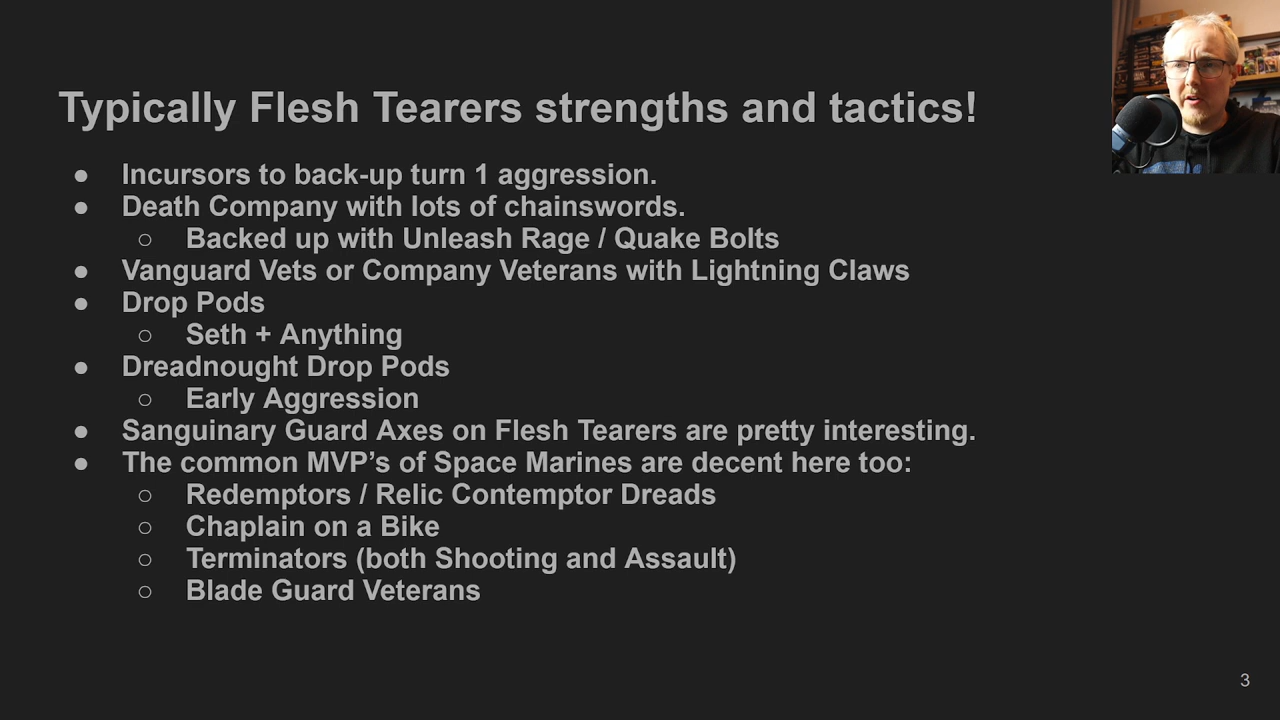 Typically Flesh Tearers strengths and tactics!
● Incursors to back-up turn 1 aggression.
● Death Company with lots of chainswords.
○ Backed up with Unleash Rage / Quake Bolts
● Vanguard Vets or Company Veterans with Lightning Claws
● Drop Pods
○ Seth + Anything
● Dreadnought Drop Pods
○ Early Aggression
● Sanguinary Guard Axes on Flesh Tearers are pretty interesting.
● The common MVP’s of Space Marines are decent here too:
○ Redemptors / Relic Contemptor Dreads
○ Chaplain on a Bike
○ Terminators (both Shooting and Assault)
○ Blade Guard Veterans
3